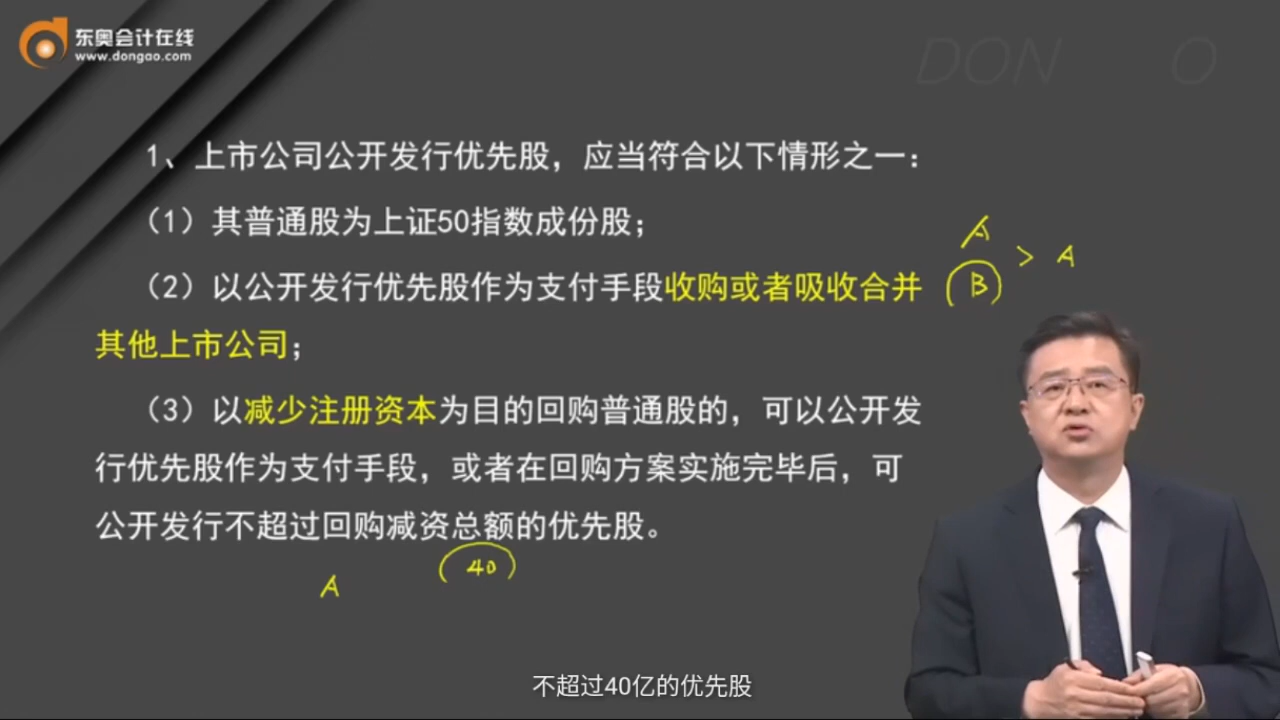 东奥会计在线
www.dongao.com
DON O
1、上市公司公开发行优先股，应当符合以下情形之一：
（1）其普通股为上证50指数成份股；
（2）以公开发行优先股作为支付手段收购或者吸收合并
其他上市公司；
A
B > A
（3）以减少注册资本为目的回购普通股的，可以公开发
行优先股作为支付手段，或者在回购方案实施完毕后，可
公开发行不超过回购减资总额的优先股。
A 40
不超过40亿的优先股